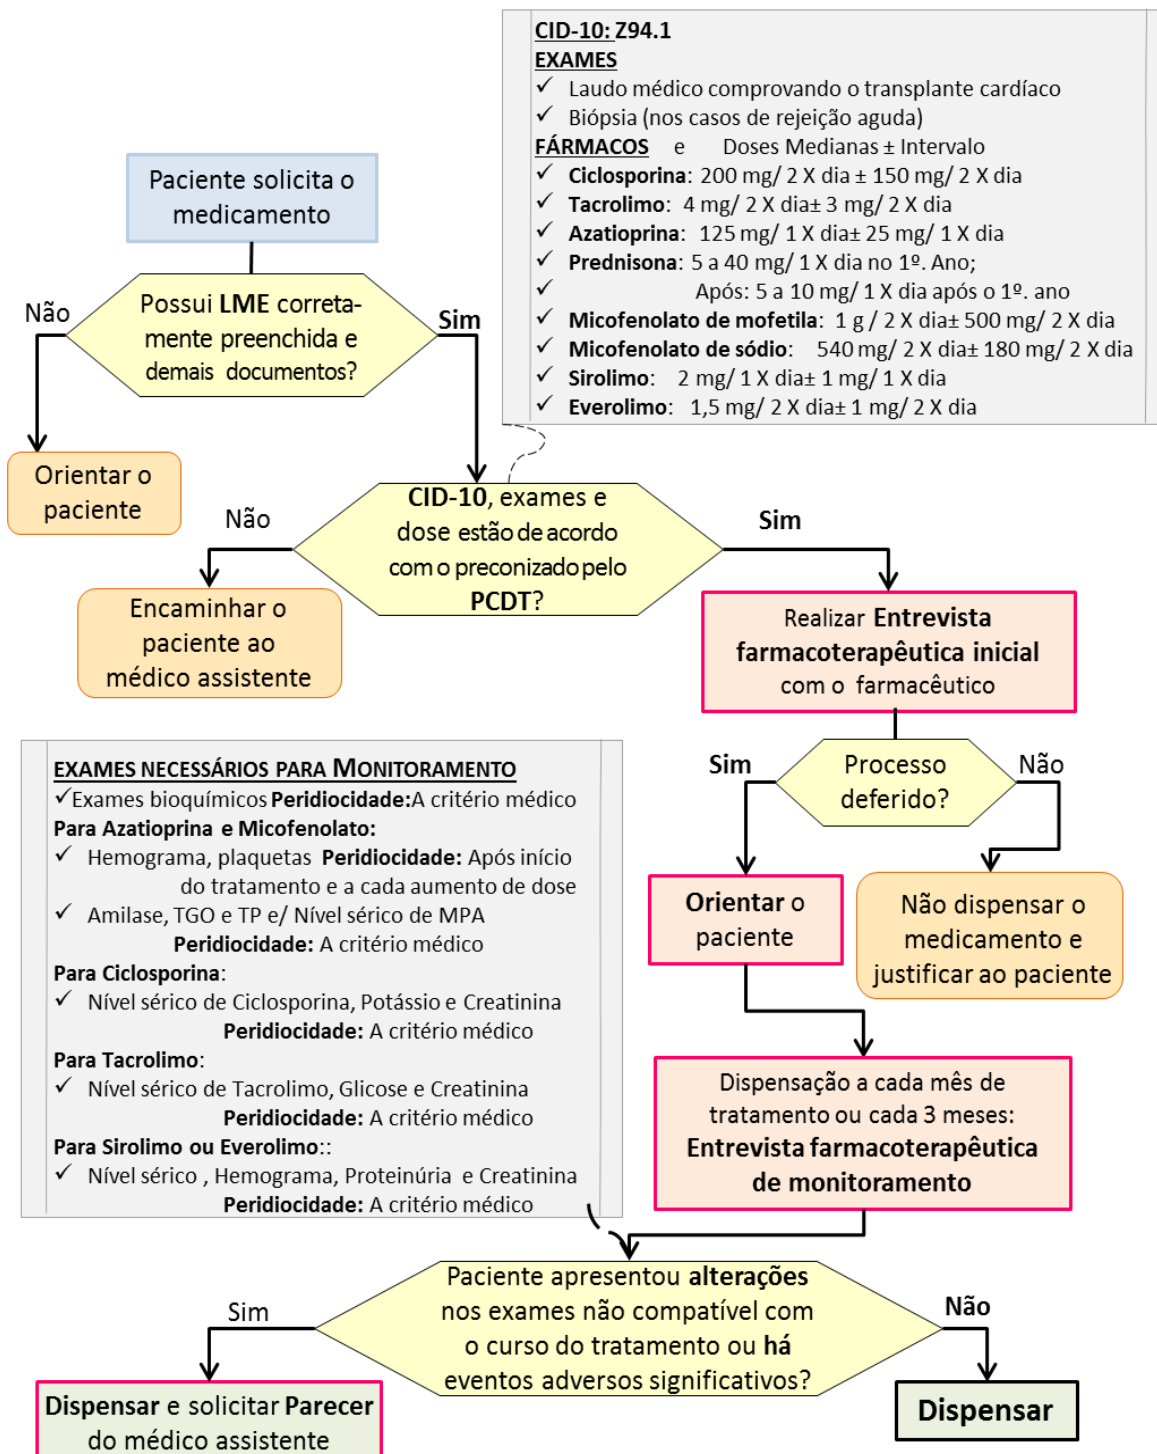 CID-10: Z94.1
EXAMES
✓ Laudo médico comprovando o transplante cardíaco
✓ Biópsia (nos casos de rejeição aguda)
FÁRMACOS e Doses Medianas ± Intervalo
✓ Ciclosporina: 200 mg/ 2 X dia ± 150 mg/ 2 X dia
✓ Tacrolimo: 4 mg/ 2 X dia± 3 mg/ 2 X dia
✓ Azatioprina: 125 mg/ 1 X dia± 25 mg/ 1 X dia
✓ Prednisona: 5 a 40 mg/ 1 X dia no 1º. Ano;
✓ Após: 5 a 10 mg/ 1 X dia após o 1º. ano
✓ Micofenolato de mofetila: 1 g / 2 X dia± 500 mg/ 2 X dia
✓ Micofenolato de sódio: 540 mg/ 2 X dia± 180 mg/ 2 X dia
✓ Sirolimo: 2 mg/ 1 X dia± 1 mg/ 1 X dia
✓ Everolimo: 1,5 mg/ 2 X dia± 1 mg/ 2 X dia
Paciente solicita o
medicamento
Não
Possui LME correta-
mente preenchida e
demais documentos?
Sim
Orientar o
paciente
Não
CID-10, exames e
dose estão de acordo
com o preconizado pelo
PCDT?
Sim
Encaminhar o
paciente ao
médico assistente
Realizar Entrevista
farmacoterapêutica inicial
com o farmacêutico
Sim
Processo
deferido?
Não
Orientar o
paciente
Não dispensar o
medicamento e
justificar ao paciente
EXAMES NECESSÁRIOS PARA MONITORAMENTO
✓Exames bioquímicos Peridiocidade:A critério médico
Para Azatioprina e Micofenolato:
✓ Hemograma, plaquetas Peridiocidade: Após início
do tratamento e a cada aumento de dose
✓ Amilase, TGO e TP e/ Nível sérico de MPA
Peridiocidade: A critério médico
Para Ciclosporina:
✓ Nível sérico de Ciclosporina, Potássio e Creatinina
Peridiocidade: A critério médico
Para Tacrolimo:
✓ Nível sérico de Tacrolimo, Glicose e Creatinina
Peridiocidade: A critério médico
Para Sirolimo ou Everolimo::
✓ Nível sérico , Hemograma, Proteinúria e Creatinina
Peridiocidade: A critério médico
Dispensação a cada mês de
tratamento ou cada 3 meses:
Entrevista farmacoterapêutica
de monitoramento
Sim
Paciente apresentou alterações
nos exames não compatível com
o curso do tratamento ou há
eventos adversos significativos?
Não
Dispensar e solicitar Parecer
do médico assistente
Dispensar